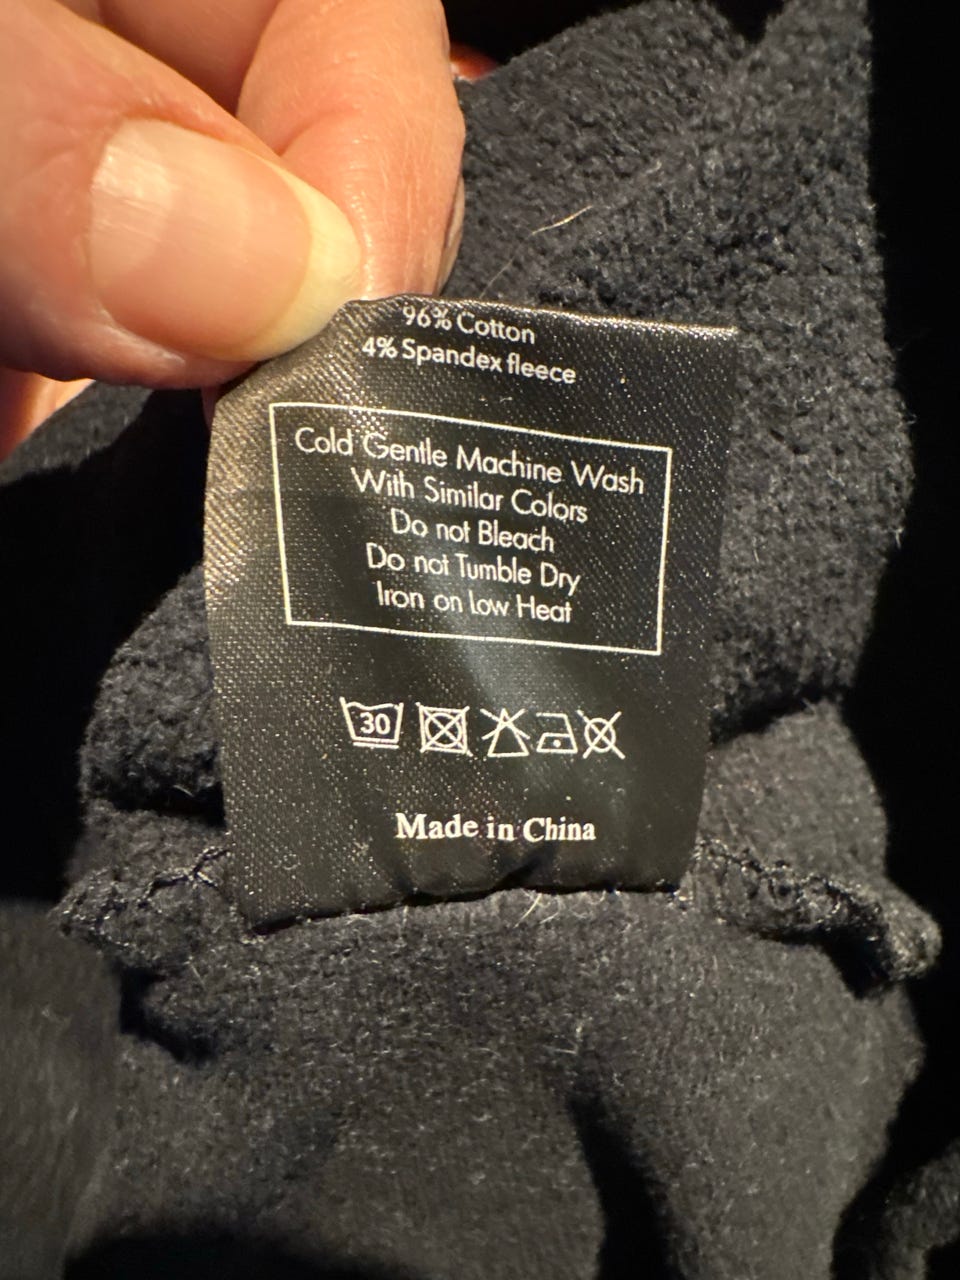 96% Cotton
4% Spandex fleece
Cold Gentle Machine Wash
With Similar Colors
Do not Bleach
Do not Tumble Dry
Iron on Low Heat
30
Made in China